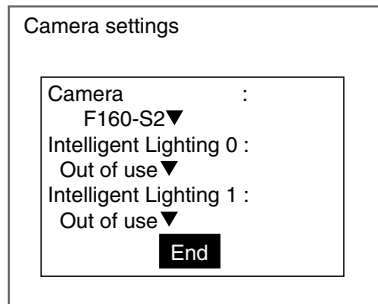 Camera settings
Camera :
F160-S2▼
Intelligent Lighting 0 :
Out of use▼
Intelligent Lighting 1 :
Out of use▼
End